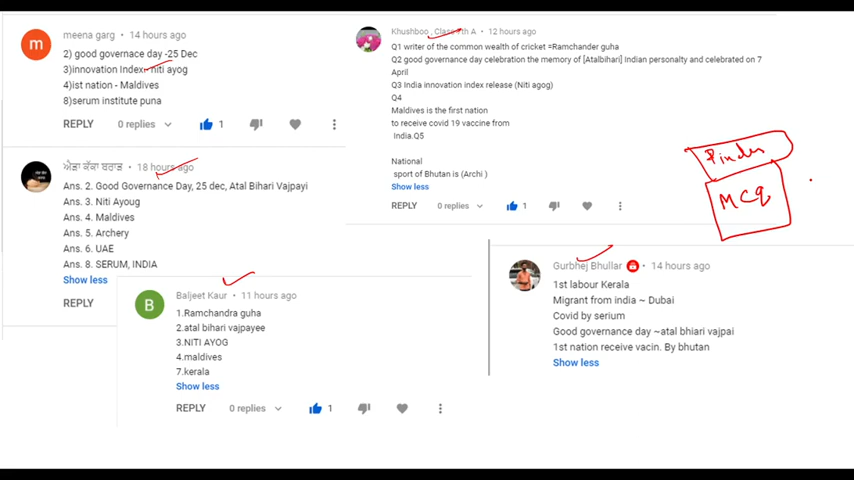 meena garg • 14 hours ago
2) good governace day -25 Dec
3)innovation Index- niti ayog
4)ist nation - Maldives
8)serum institute puna
REPLY 0 replies 1
ਐਡਾ ਕੱਕਾ ਬਰਾੜ • 18 hours ago
Ans. 2. Good Governance Day, 25 dec, Atal Bihari Vajpayi
Ans. 3. Niti Ayoug
Ans. 4. Maldives
Ans. 5. Archery
Ans. 6. UAE
Ans. 8. SERUM, INDIA
Show less
REPLY
Baljeet Kaur • 11 hours ago
1.Ramchandra guha
2.atal bihari vajpayee
3.NITI AYOG
4.maldives
7.kerala
Show less
REPLY 0 replies 1
Khushboo , Class 7th A • 12 hours ago
Q1 writer of the common wealth of cricket =Ramchander guha
Q2 good governance day celebration the memory of [Atalbihari] Indian personalty and celebrated on 7
April
Q3 India innovation index release (Niti agog)
Q4
Maldives is the first nation
to receive covid 19 vaccine from
India.Q5
National
sport of Bhutan is (Archi )
Show less
REPLY 0 replies 1
Pinder
MCQ
Gurbhej Bhullar 14 hours ago
1st labour Kerala
Migrant from india ~ Dubai
Covid by serium
Good governance day ~atal bhiari vajpai
1st nation receive vacin. By bhutan
Show less